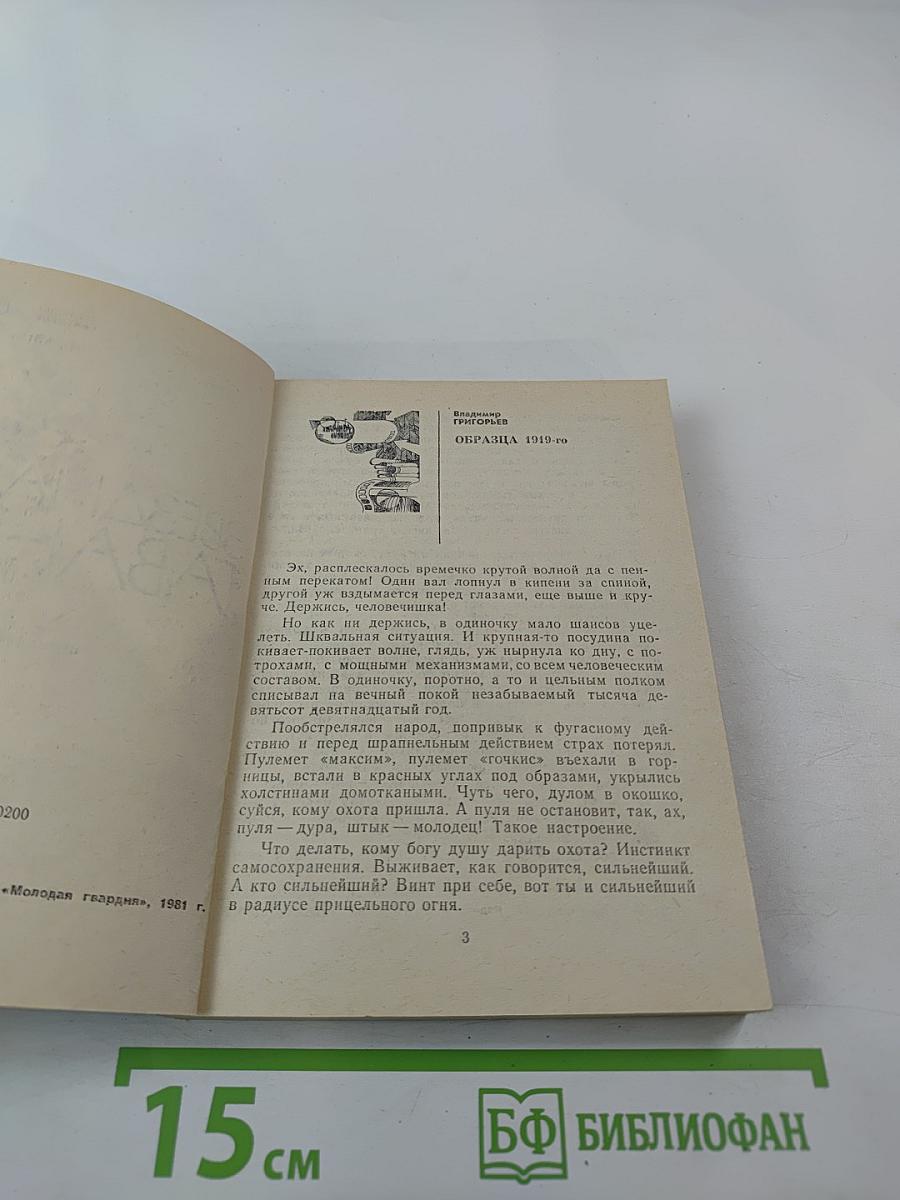 0200
«Молодая гвардия», 1981 г.
Владимир
ГРИГОРЬЕВ
ОБРАЗЦА 1919-го
Эх, расплескалось времечко крутой волной да с пен-
ным перекатом! Один вал лопнул в кипени за спиной,
другой уж вздымается перед глазами, еще выше и кру-
че. Держись, человечишка!
Но как ни держись, в одиночку мало шансов уце-
леть. Шквальная ситуация. И крупная-то посудина по-
кивает-покивает волне, глядь, уж нырнула ко дну, с по-
трохами, с мощными механизмами, со всем человеческим
составом. В одиночку, поротно, а то и цельным полком
списывал на вечный покой незабываемый тысяча де-
вятьсот девятнадцатый год.
Пообстрелялся народ, попривык к фугасному дей-
ствию и перед шрапнельным действием страх потерял.
Пулемет «максим», пулемет «гочкис» въехали в гор-
ницы, встали в красных углах под образами, укрылись
холстинами домоткаными. Чуть чего, дулом в окошко,
суйся, кому охота пришла. А пуля не остановит, так, ах,
пуля — дура, штык — молодец! Такое настроение.
Что делать, кому богу душу дарить охота? Инстинкт
самосохранения. Выживает, как говорится, сильнейший.
А кто сильнейший? Винт при себе, вот ты и сильнейший
в радиусе прицельного огня.
3
15 см
БФ БИБЛИОФАН